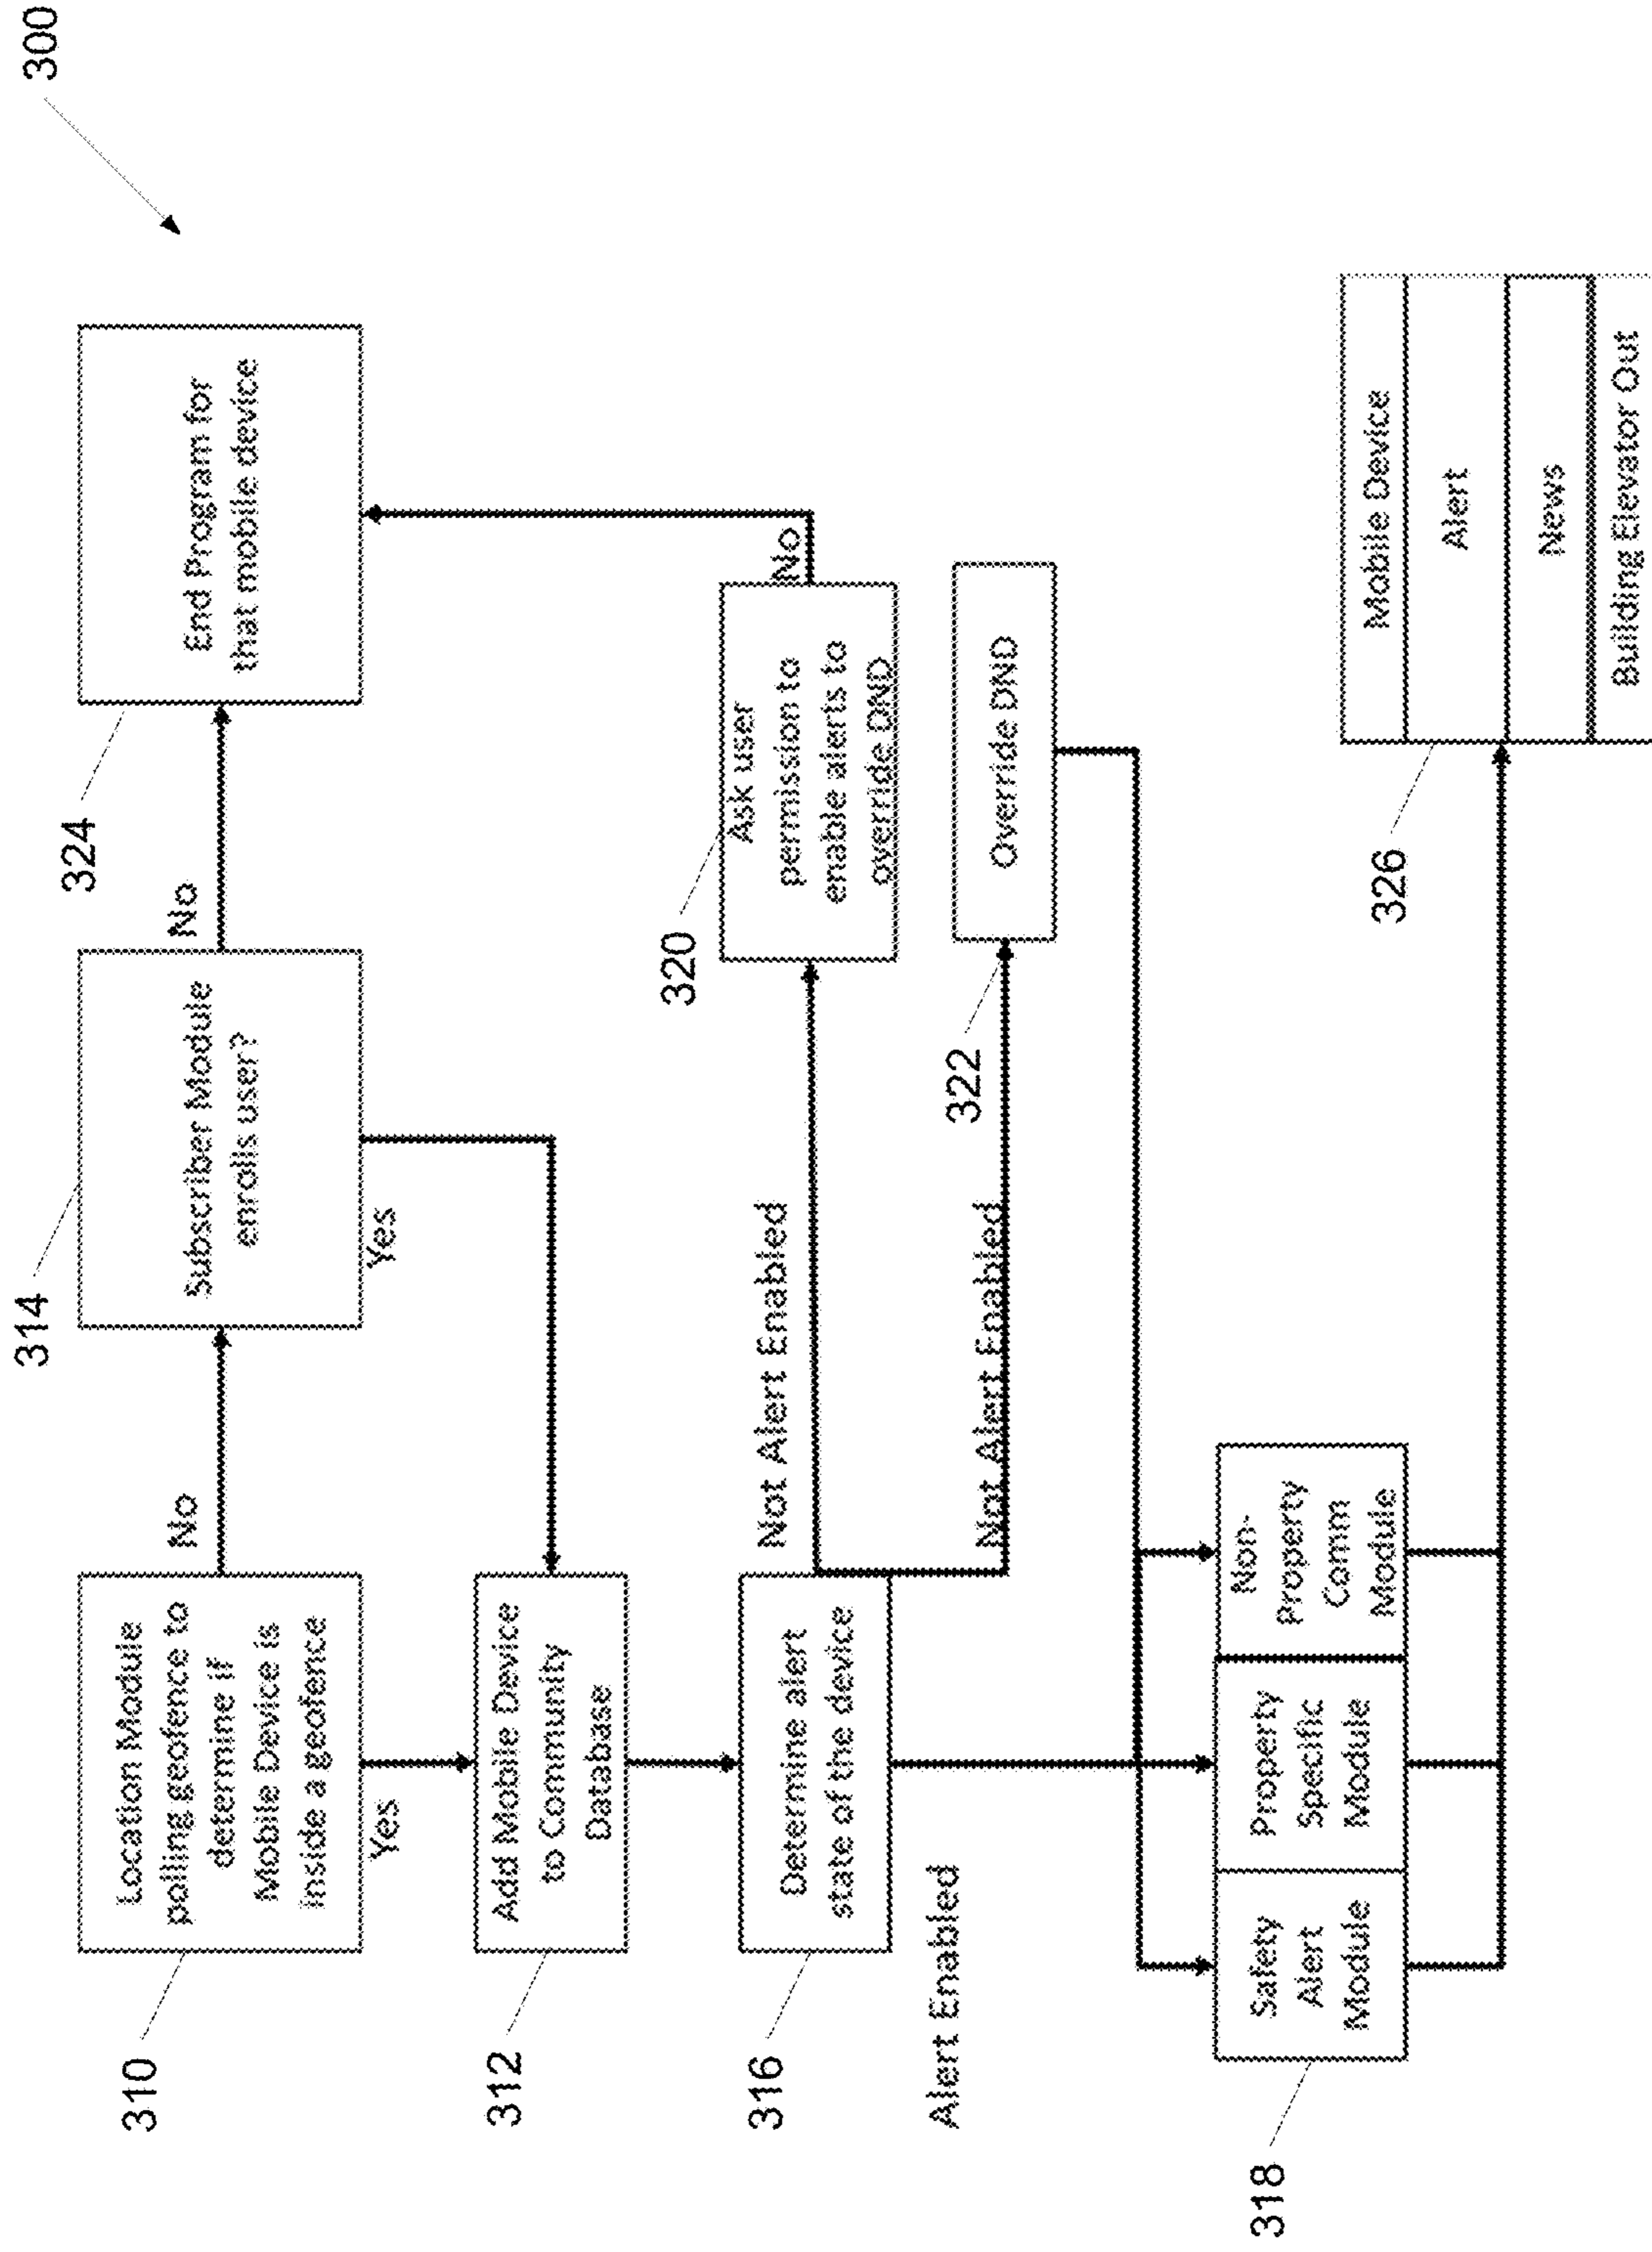 300
310
Location Module
polling geofence to
determine if
Mobile Device is
inside a geofence
No
Yes
314
Subscriber Module
enrolls user?
No
Yes
324
End Program for
that mobile device
312
Add Mobile Device
to Community
Database
316
Determine alert
state of the device
Not Alert Enabled
320
Ask user
permission to
enable alerts to
override DND
No
Not Alert Enabled
322
Override DND
Alert Enabled
318
Safety
Alert
Module
Property
Specific
Module
Non-
Property
Comm
Module
326
Mobile Device
Alert
News
Building Elevator Out